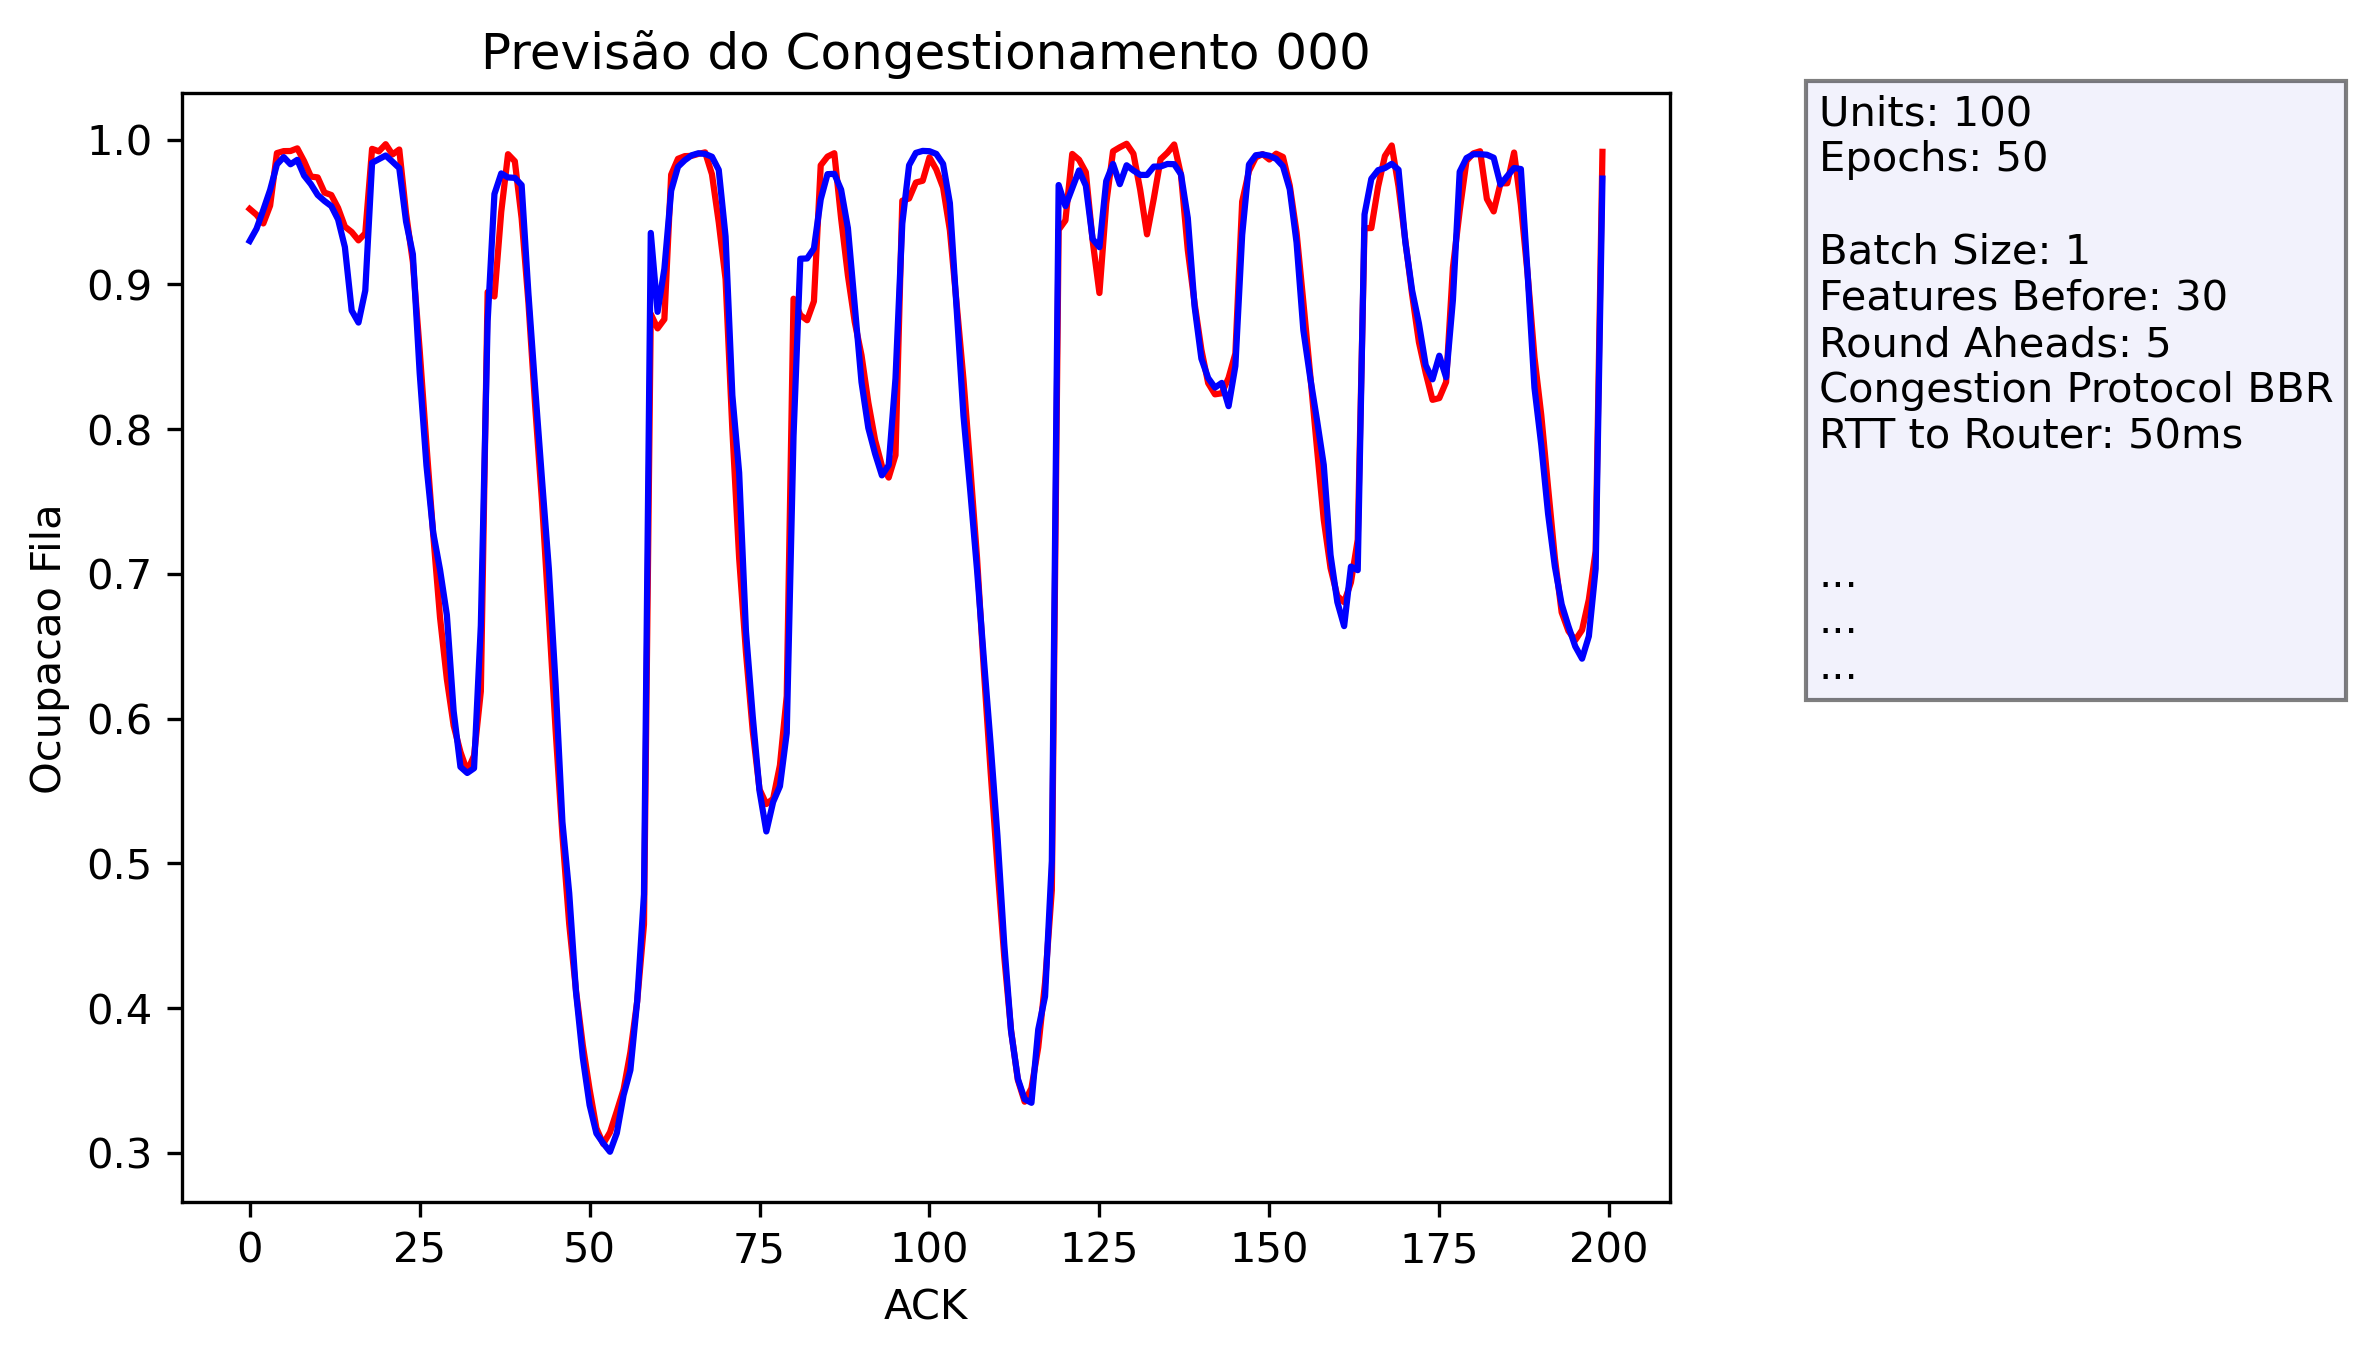 Previsão do Congestionamento 000
1.0
0.9
0.8
0.7
0.6
0.5
0.4
0.3
Ocupacao Fila
0 25 50 75 100 125 150 175 200
ACK
Units: 100
Epochs: 50
Batch Size: 1
Features Before: 30
Round Aheads: 5
Congestion Protocol BBR
RTT to Router: 50ms
...
...
...